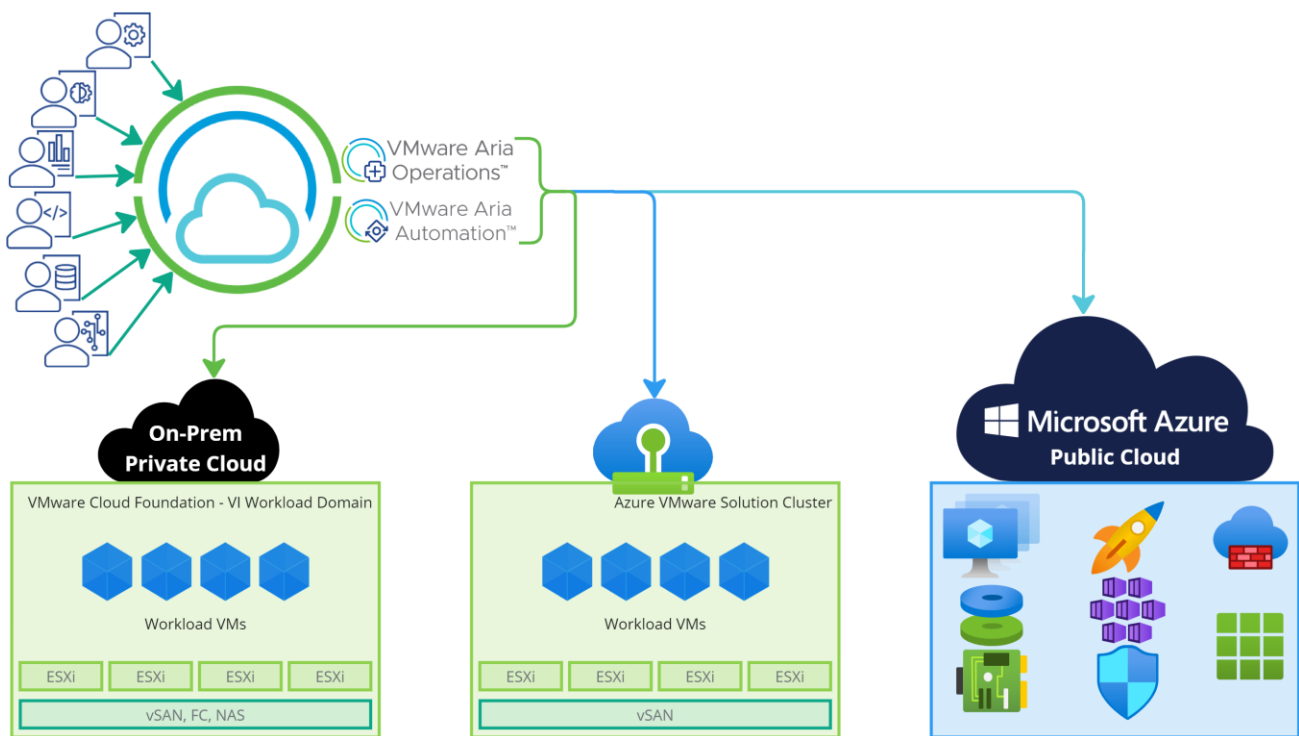 VMware Aria
Operations™
VMware Aria
Automation™
On-Prem
Private Cloud
Microsoft Azure
Public Cloud
VMware Cloud Foundation - VI Workload Domain
Workload VMs
ESXi
ESXi
ESXi
ESXi
vSAN, FC, NAS
Azure VMware Solution Cluster
Workload VMs
ESXi
ESXi
ESXi
ESXi
vSAN